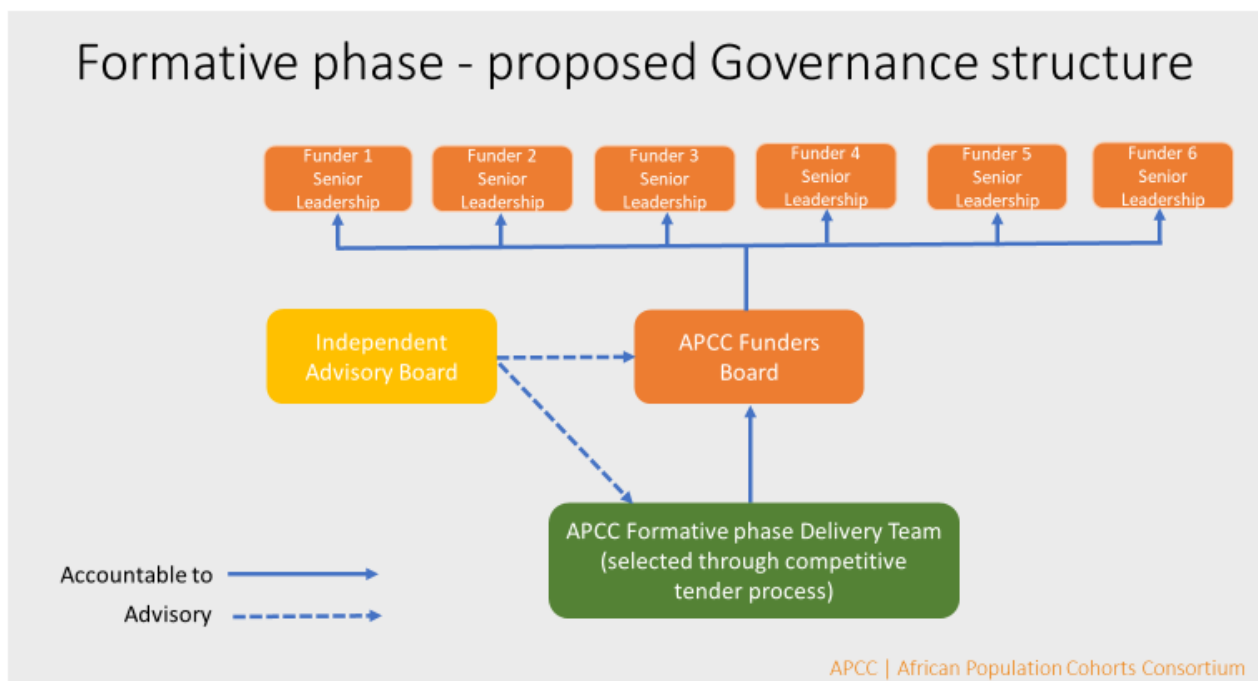 Formative phase - proposed Governance structure
Funder 1
Senior
Leadership
Funder 2
Senior
Leadership
Funder 3
Senior
Leadership
Funder 4
Senior
Leadership
Funder 5
Senior
Leadership
Funder 6
Senior
Leadership
Independent
Advisory Board
APCC Funders
Board
APCC Formative phase Delivery Team
(selected through competitive
tender process)
Accountable to
Advisory
APCC | African Population Cohorts Consortium